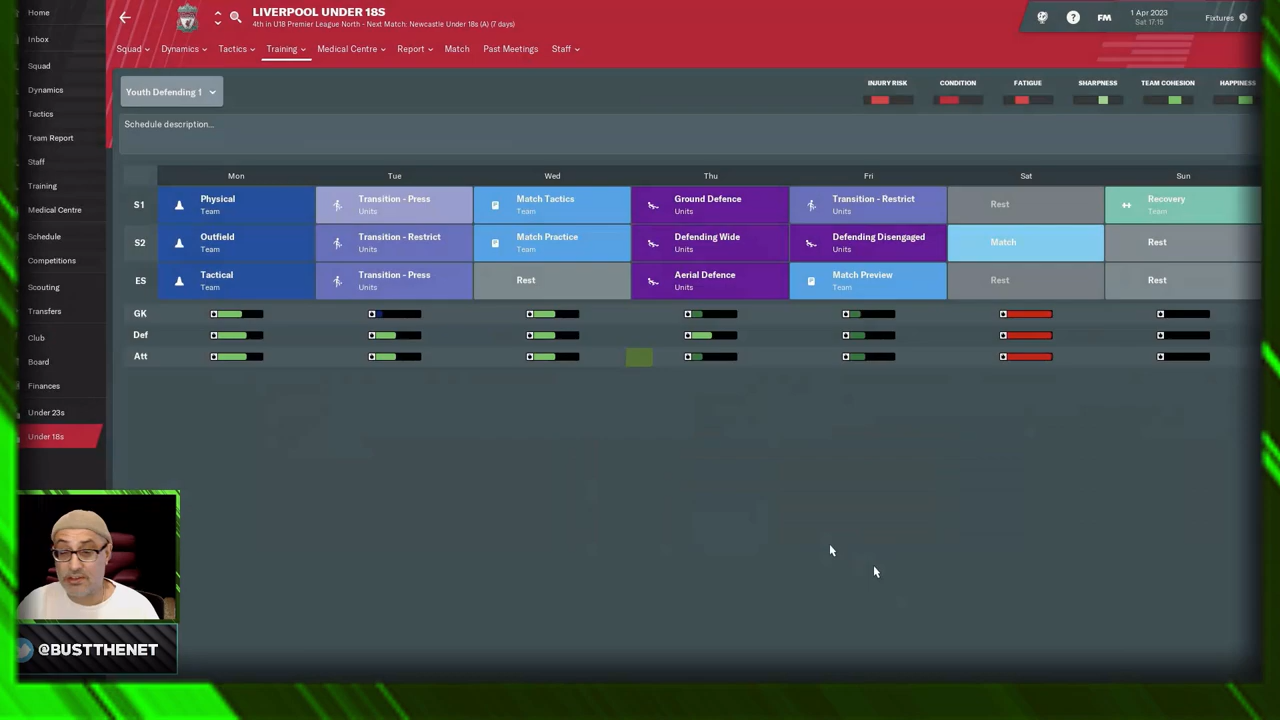 Home
Inbox
Squad
Dynamics
Tactics
Team Report
Staff
Training
Medical Centre
Schedule
Competitions
Scouting
Transfers
Club
Board
Finances
Under 23s
Under 18s
LIVERPOOL UNDER 18S
4th in U18 Premier League North - Next Match: Newcastle Under 18s (A) (7 days)
FM
1 Apr 2023
Sat 17:15
Fixtures
Squad Dynamics Tactics Training Medical Centre Report Match Past Meetings Staff
Youth Defending 1
INJURY RISK CONDITION FATIGUE SHARPNESS TEAM COHESION HAPPINESS
Schedule description...
Mon Tue Wed Thu Fri Sat Sun
S1
Physical
Team
Transition - Press
Units
Match Tactics
Team
Ground Defence
Units
Transition - Restrict
Units
Rest
Recovery
Team
S2
Outfield
Team
Transition - Restrict
Units
Match Practice
Team
Defending Wide
Units
Defending Disengaged
Units
Match
Rest
ES
Tactical
Team
Transition - Press
Units
Rest
Aerial Defence
Units
Match Preview
Team
Rest
Rest
GK
Def
Att
@BUSTTHENET